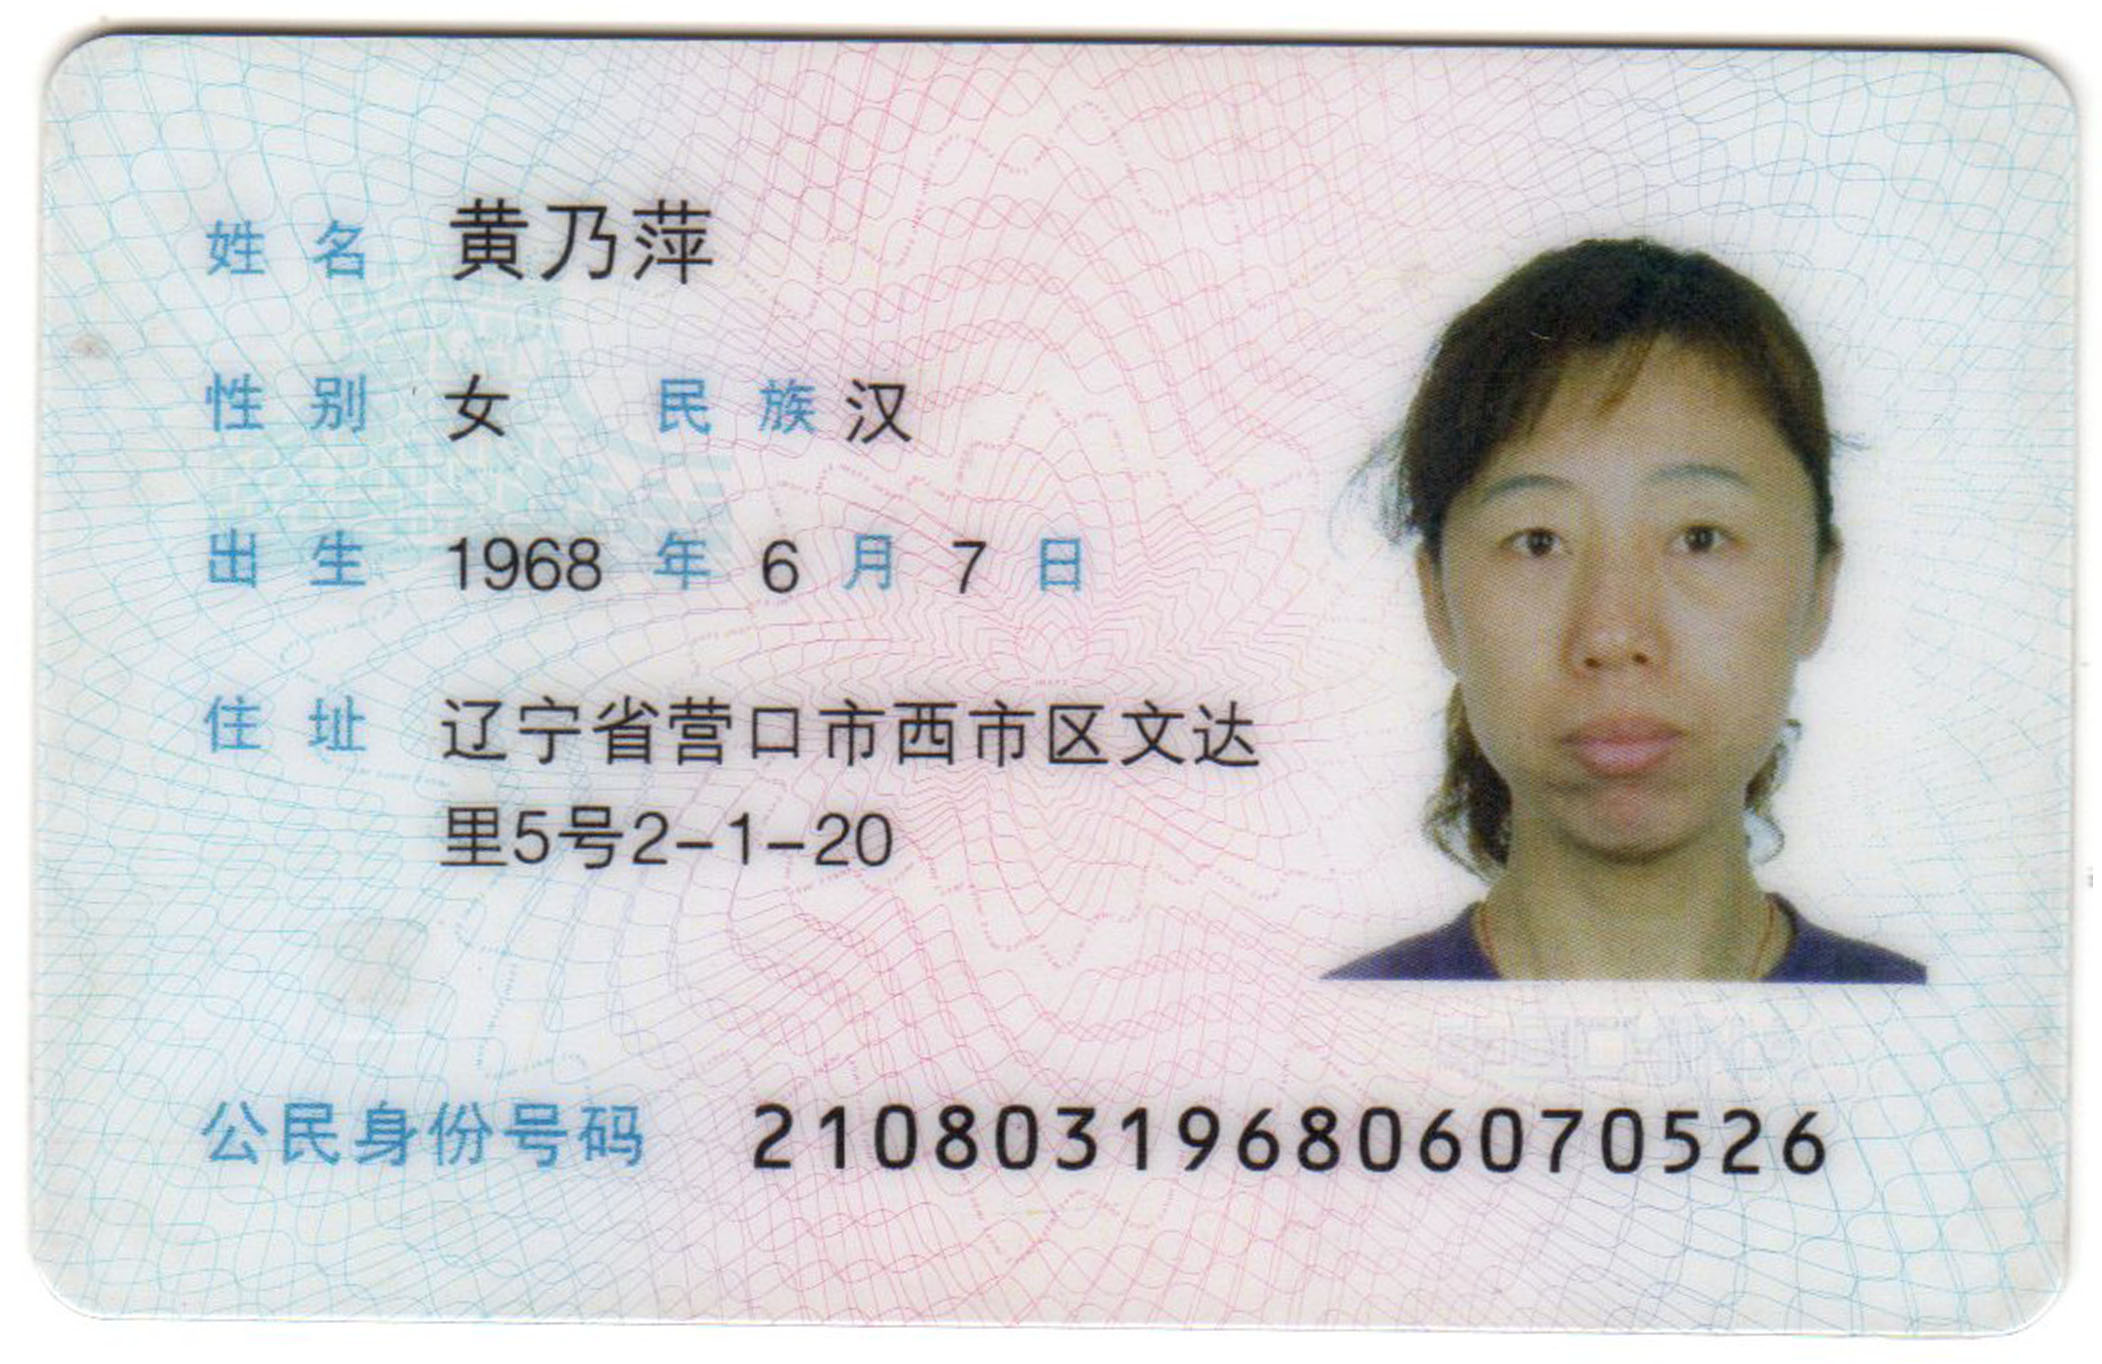 姓名 黄乃萍
性别 女 民族 汉
出生 1968 年 6 月 7 日
住址 辽宁省营口市西市区文达
里5号2-1-20
公民身份号码 210803196806070526